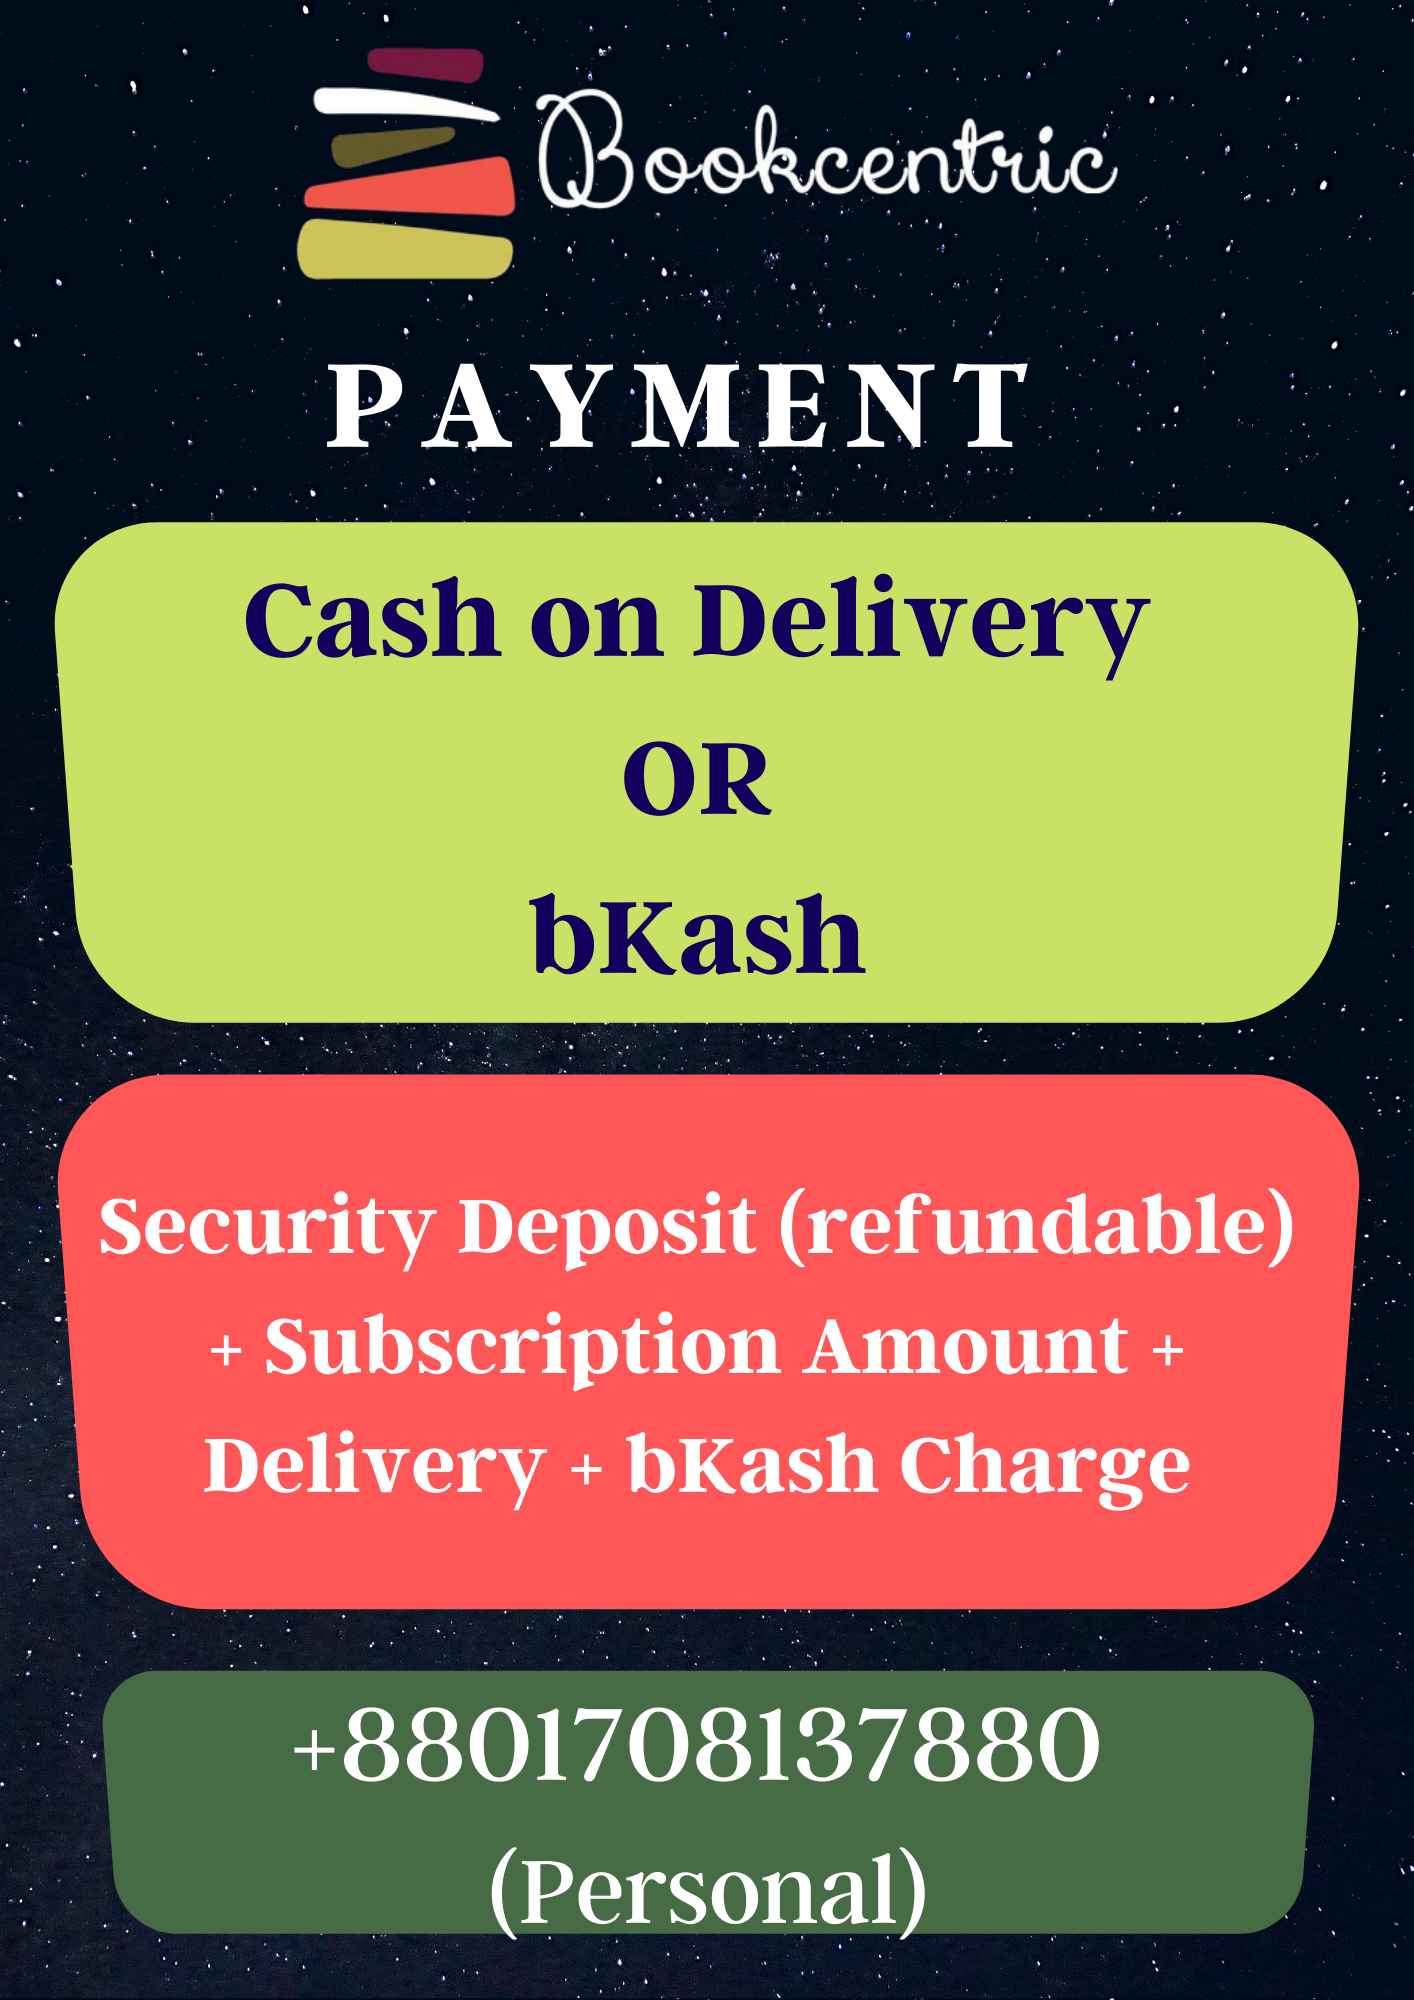 Bookcentric
PAYMENT
Cash on Delivery
OR
bKash
Security Deposit (refundable)
+ Subscription Amount +
Delivery + bKash Charge
+8801708137880
(Personal)